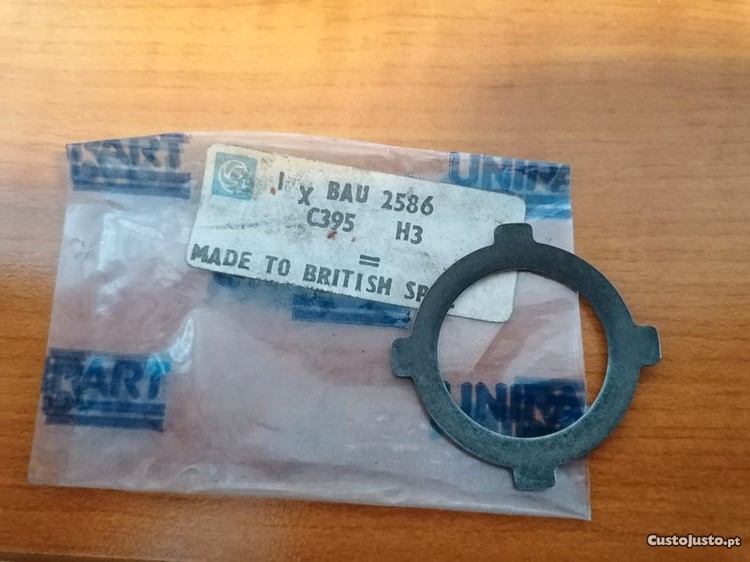 PART
UNIPA
1 X BAU 2586
C395 H3
=
MADE TO BRITISH SP
PART
UNIPA
CustoJusto.pt